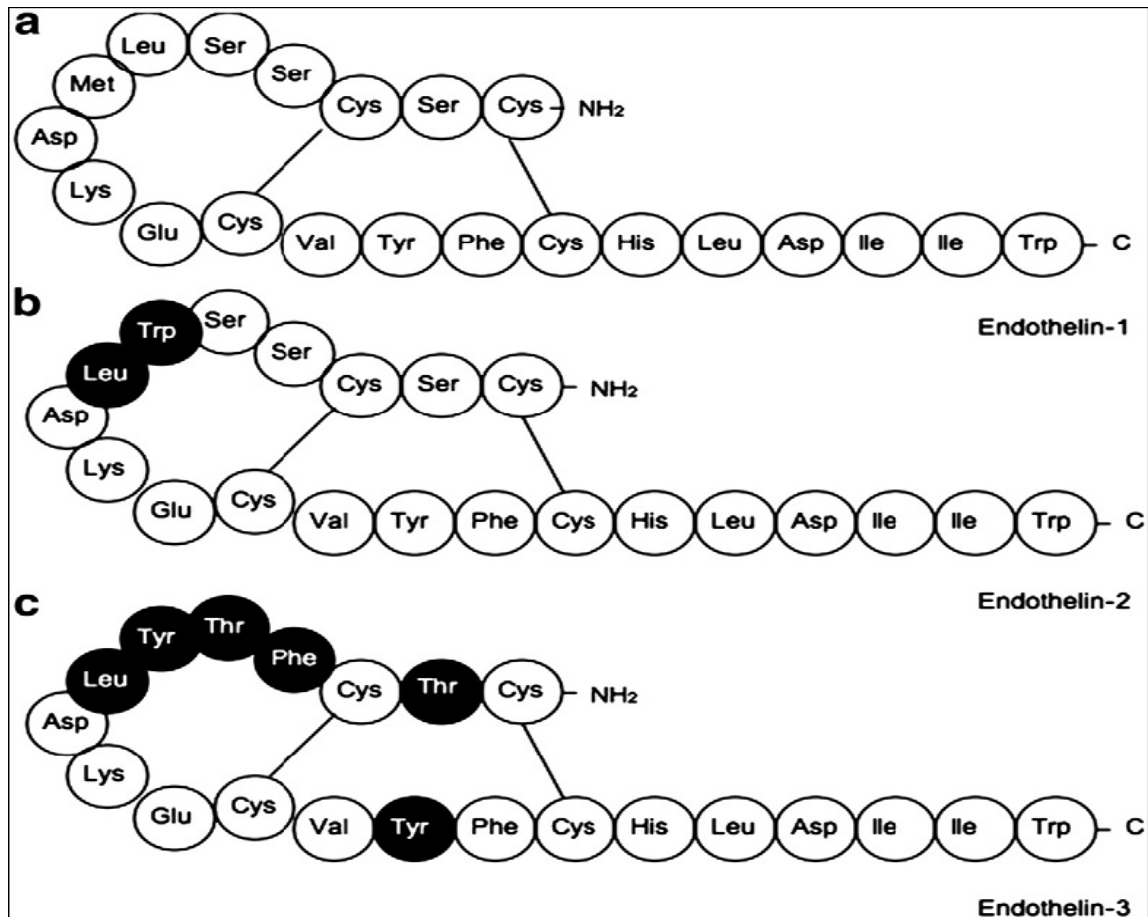 a
Leu Ser
Met Ser
Cys Ser Cys NH₂
Asp
Lys
Glu Cys
Val Tyr Phe Cys His Leu Asp Ile Ile Trp C
Endothelin-1
b
Trp Ser
Leu Ser
Cys Ser Cys NH₂
Asp
Lys
Glu Cys
Val Tyr Phe Cys His Leu Asp Ile Ile Trp C
Endothelin-2
c
Tyr Thr
Leu Phe
Cys Thr Cys NH₂
Asp
Lys
Glu Cys
Val Tyr Phe Cys His Leu Asp Ile Ile Trp C
Endothelin-3